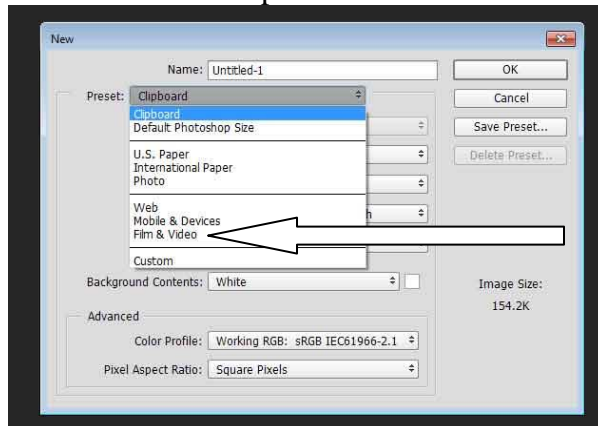 New
Name: Untitled-1
OK
Preset: Clipboard
Cancel
Clipboard
Default Photoshop Size
Save Preset...
U.S. Paper
Delete Preset...
International Paper
Photo
Web
Mobile & Devices
Film & Video
Custom
Background Contents: White
Image Size:
154.2K
Advanced
Color Profile: Working RGB: sRGB IEC61966-2.1
Pixel Aspect Ratio: Square Pixels